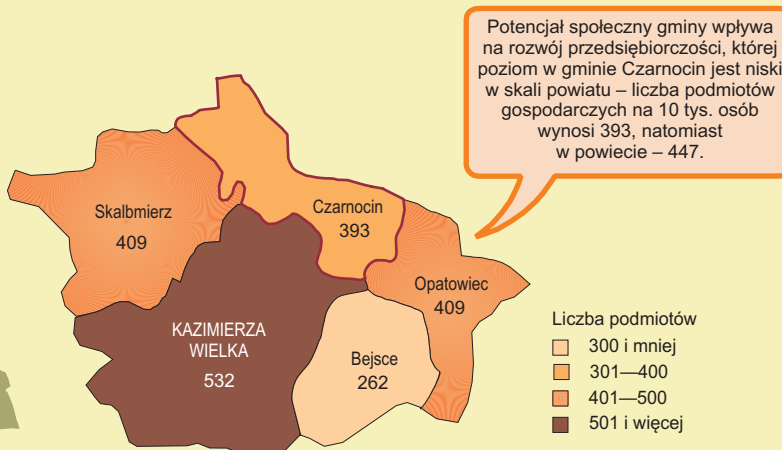 Potencjał społeczny gminy wpływa
na rozwój przedsiębiorczości, której
poziom w gminie Czarnocin jest niski
w skali powiatu – liczba podmiotów
gospodarczych na 10 tys. osób
wynosi 393, natomiast
w powiecie – 447.
Skalbmierz
409
Czarnocin
393
Opatowiec
409
KAZIMIERZA
WIELKA
532
Bejsce
262
Liczba podmiotów
300 i mniej
301—400
401—500
501 i więcej